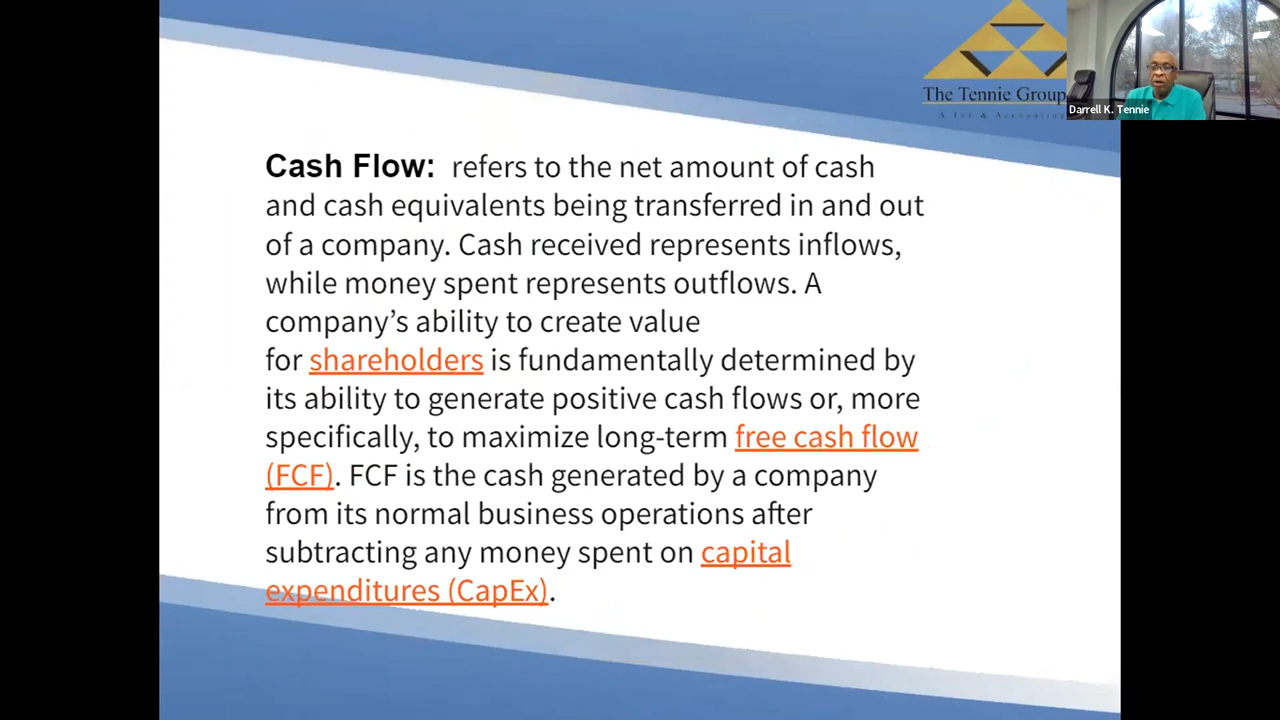 The Tennie Group
Darrell K. Tennie
Cash Flow: refers to the net amount of cash
and cash equivalents being transferred in and out
of a company. Cash received represents inflows,
while money spent represents outflows. A
company’s ability to create value
for shareholders is fundamentally determined by
its ability to generate positive cash flows or, more
specifically, to maximize long-term free cash flow
(FCF). FCF is the cash generated by a company
from its normal business operations after
subtracting any money spent on capital
expenditures (CapEx).